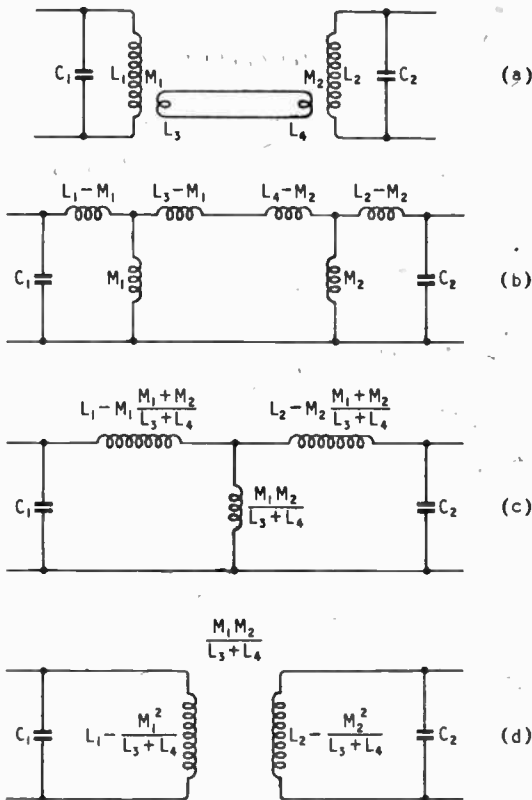 C₁ L₁ M₁ M₂ L₂ C₂ (a)
L₃ L₄
L₁−M₁ L₃−M₁ L₄−M₂ L₂−M₂
C₁ M₁ M₂ C₂ (b)
L₁−M₁ (M₁+M₂)/(L₃+L₄) L₂−M₂ (M₁+M₂)/(L₃+L₄)
C₁ M₁M₂/(L₃+L₄) C₂ (c)
M₁M₂/(L₃+L₄)
C₁ L₁−M₁²/(L₃+L₄) L₂−M₂²/(L₃+L₄) C₂ (d)